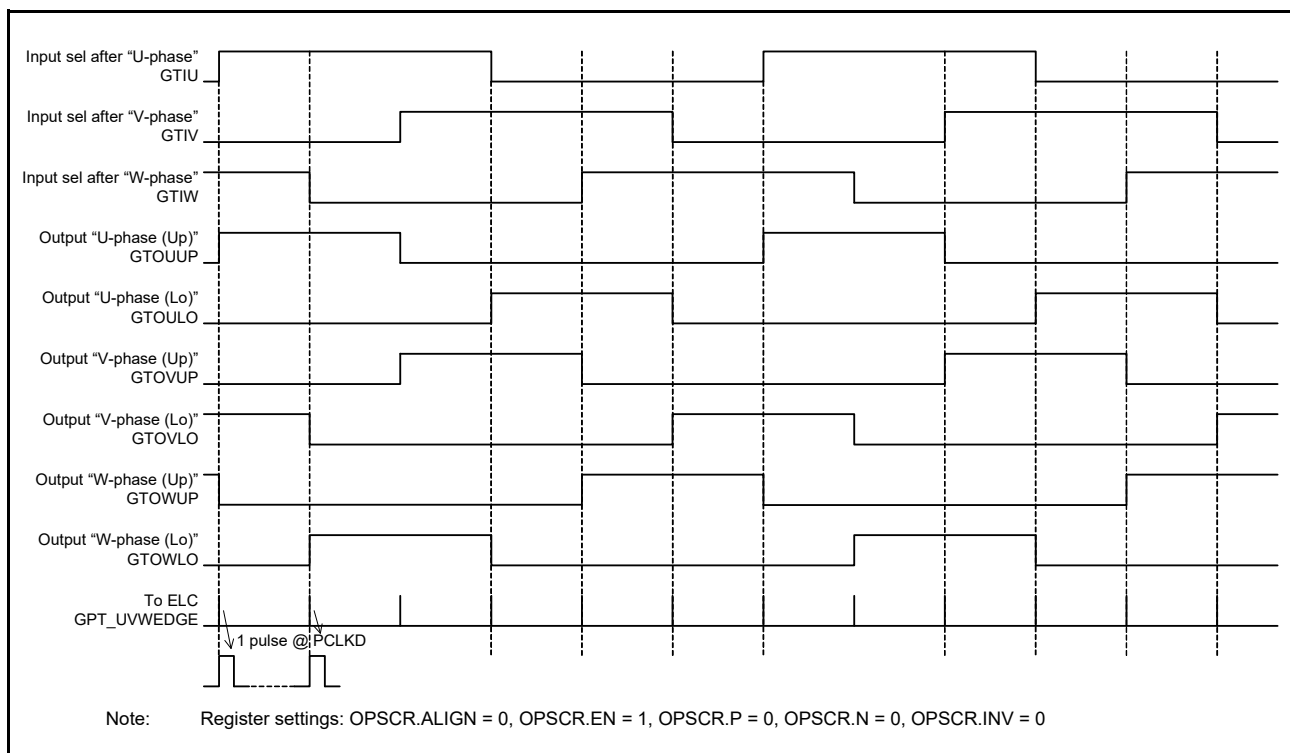 Input sel after “U-phase”
GTIU
Input sel after “V-phase”
GTIV
Input sel after “W-phase”
GTIW
Output “U-phase (Up)”
GTOUUP
Output “U-phase (Lo)”
GTOULO
Output “V-phase (Up)”
GTOVUP
Output “V-phase (Lo)”
GTOVLO
Output “W-phase (Up)”
GTOWUP
Output “W-phase (Lo)”
GTOWLO
To ELC
GPT_UVWEDGE
1 pulse @ PCLKD
Note: Register settings: OPSCR.ALIGN = 0, OPSCR.EN = 1, OPSCR.P = 0, OPSCR.N = 0, OPSCR.INV = 0